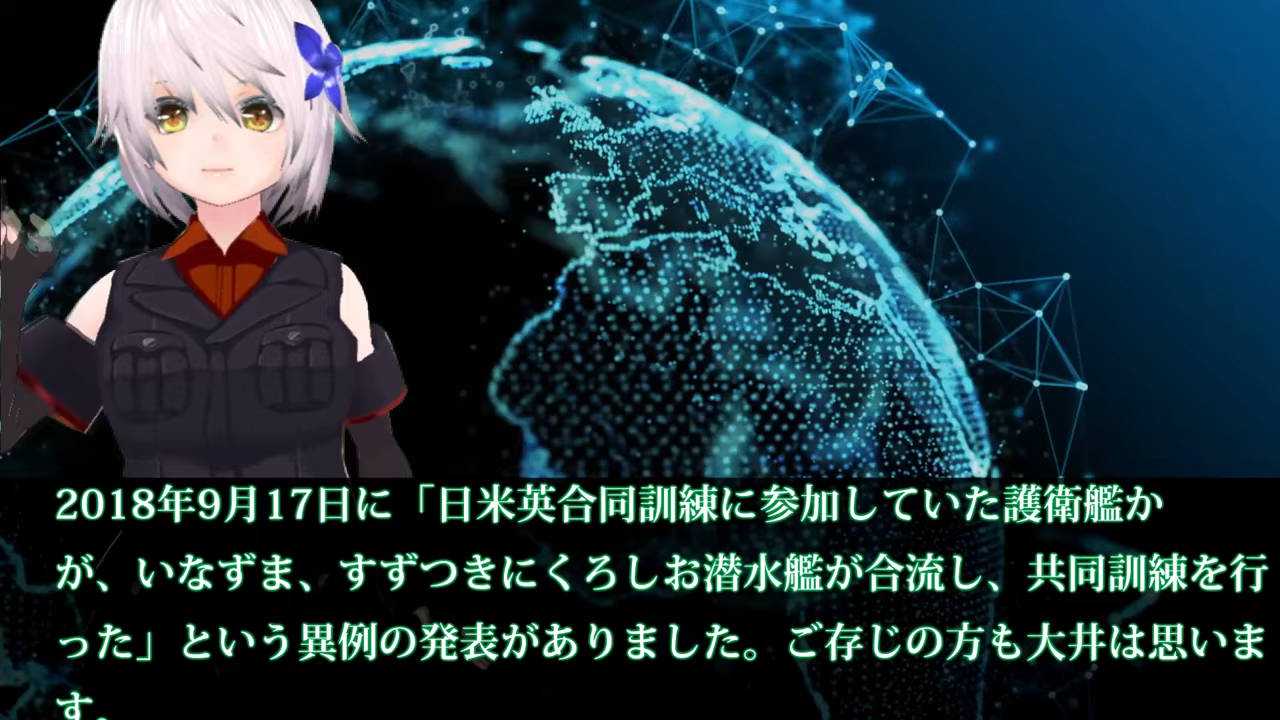 2018年9月17日に「日米英合同訓練に参加していた護衛艦か
が、いなずま、すずつきにくろしお潜水艦が合流し、共同訓練を行
った」という異例の発表がありました。ご存じの方も大井は思いま
す。